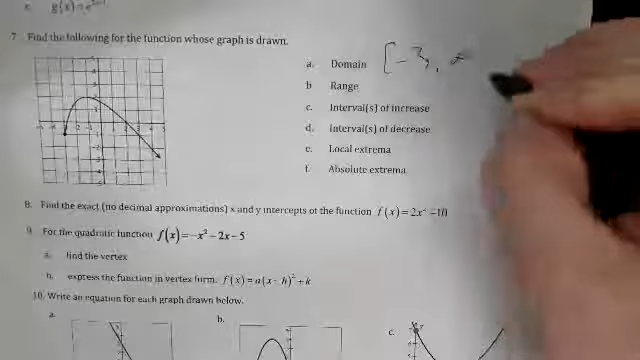 g(x)=e
7 Find the following for the function whose graph is drawn.
a. Domain [-3, ∞
b Range
c. Interval(s) of increase
d. Interval(s) of decrease
e. Local extrema
f. Absolute extrema
8. Find the exact (no decimal approximations) x and y intercepts of the function f(x)=2x²-10
9. For the quadratic function f(x)=-x²-2x-5
a. find the vertex
b. express the function in vertex form. f(x)=a(x-h)²+k
10. Write an equation for each graph drawn below.
a. b. c.